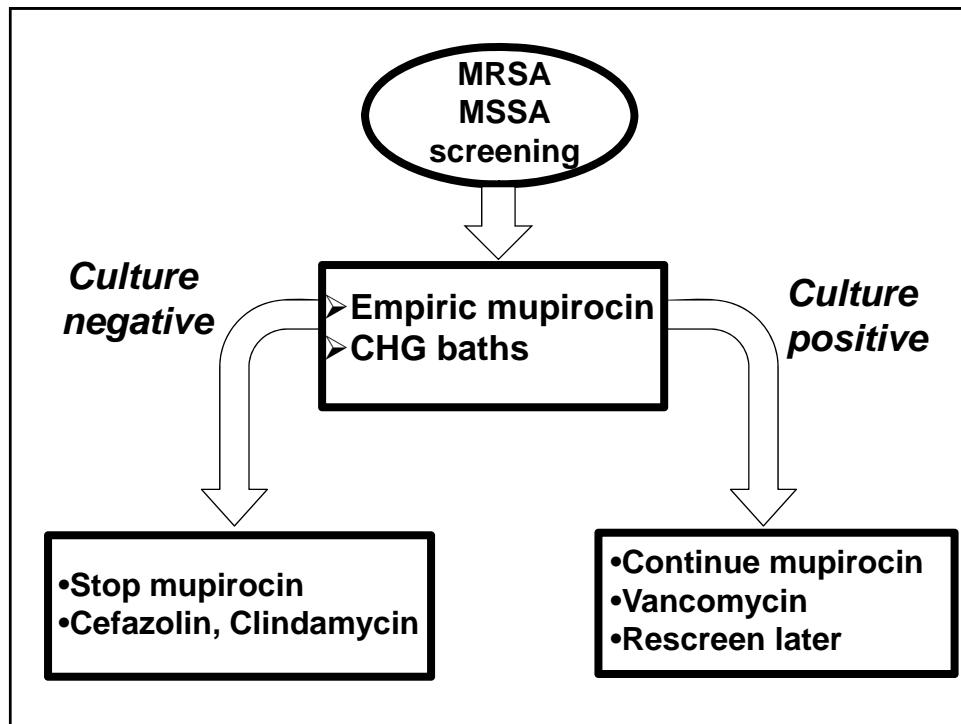 MRSA
MSSA
screening
Culture
negative
➢Empiric mupirocin
➢CHG baths
Culture
positive
•Stop mupirocin
•Cefazolin, Clindamycin
•Continue mupirocin
•Vancomycin
•Rescreen later